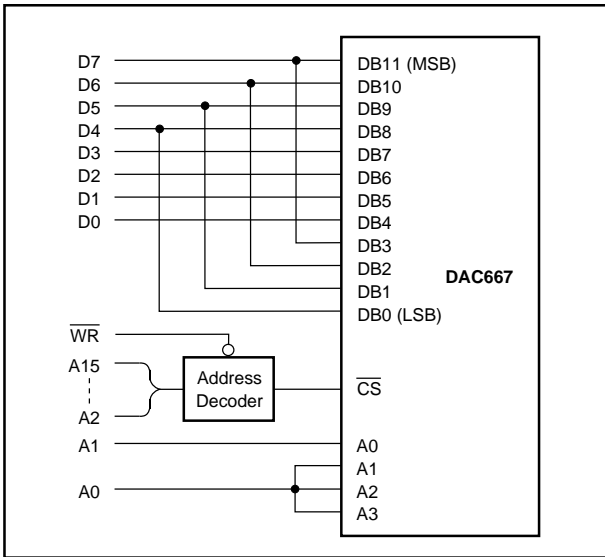 D7 DB11 (MSB)
D6 DB10
D5 DB9
D4 DB8
D3 DB7
D2 DB6
D1 DB5
D0 DB4
DB3
DB2
DAC667
DB1
DB0 (LSB)
WR
A15
Address
Decoder
CS
A2
A1 A0
A1
A0 A2
A3